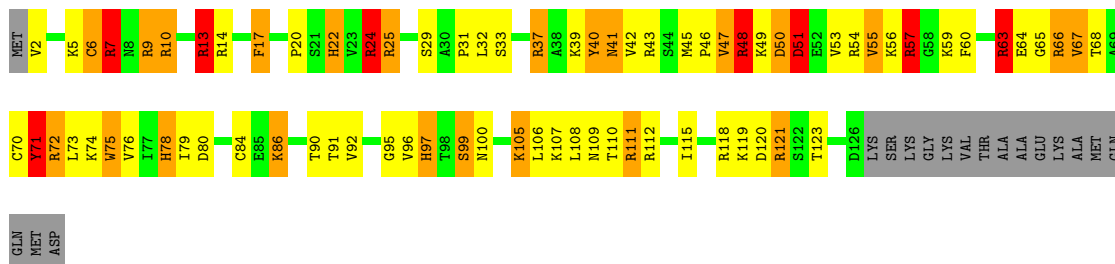 MET V2 K5 C6 R7 N8 R9 R10 R13 R14 F17 P20 S21 H22 V23 R24 R25 S29 A30 P31 L32 S33 R37 A38 K39 Y40 N41 V42 R43 S44 M45 P46 V47 R48 K49 D50 D51 E52 V53 R54 V55 K56 R57 G58 K59 F60 R63 E64 G65 R66 V67 T68 A69
C70 Y71 R72 L73 K74 W75 V76 I77 H78 I79 D80 C84 E85 K86 T90 T91 V92 G95 V96 H97 T98 S99 N100 K105 L106 K107 L108 N109 T110 R111 R112 I115 R118 K119 D120 R121 S122 T123 D126 LYS SER LYS GLY LYS VAL THR ALA ALA GLU LYS ALA MET GLN
GLN MET ASP